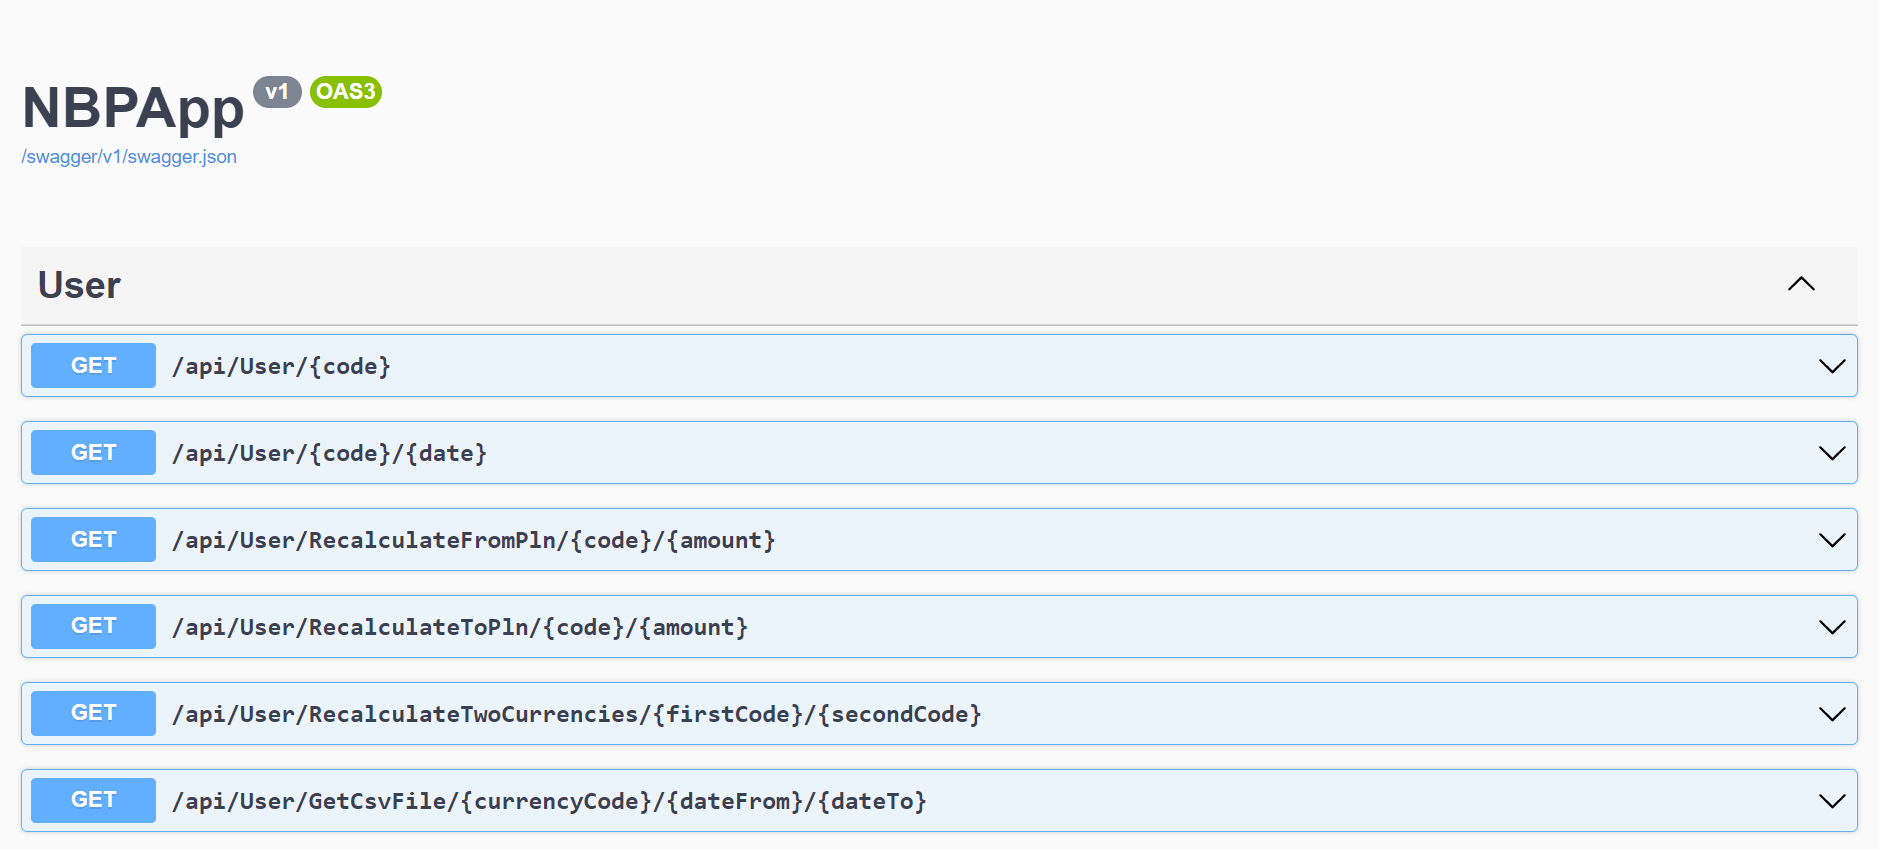 NBPApp v1 OAS3
/swagger/v1/swagger.json
User
GET /api/User/{code}
GET /api/User/{code}/{date}
GET /api/User/RecalculateFromPln/{code}/{amount}
GET /api/User/RecalculateToPln/{code}/{amount}
GET /api/User/RecalculateTwoCurrencies/{firstCode}/{secondCode}
GET /api/User/GetCsvFile/{currencyCode}/{dateFrom}/{dateTo}